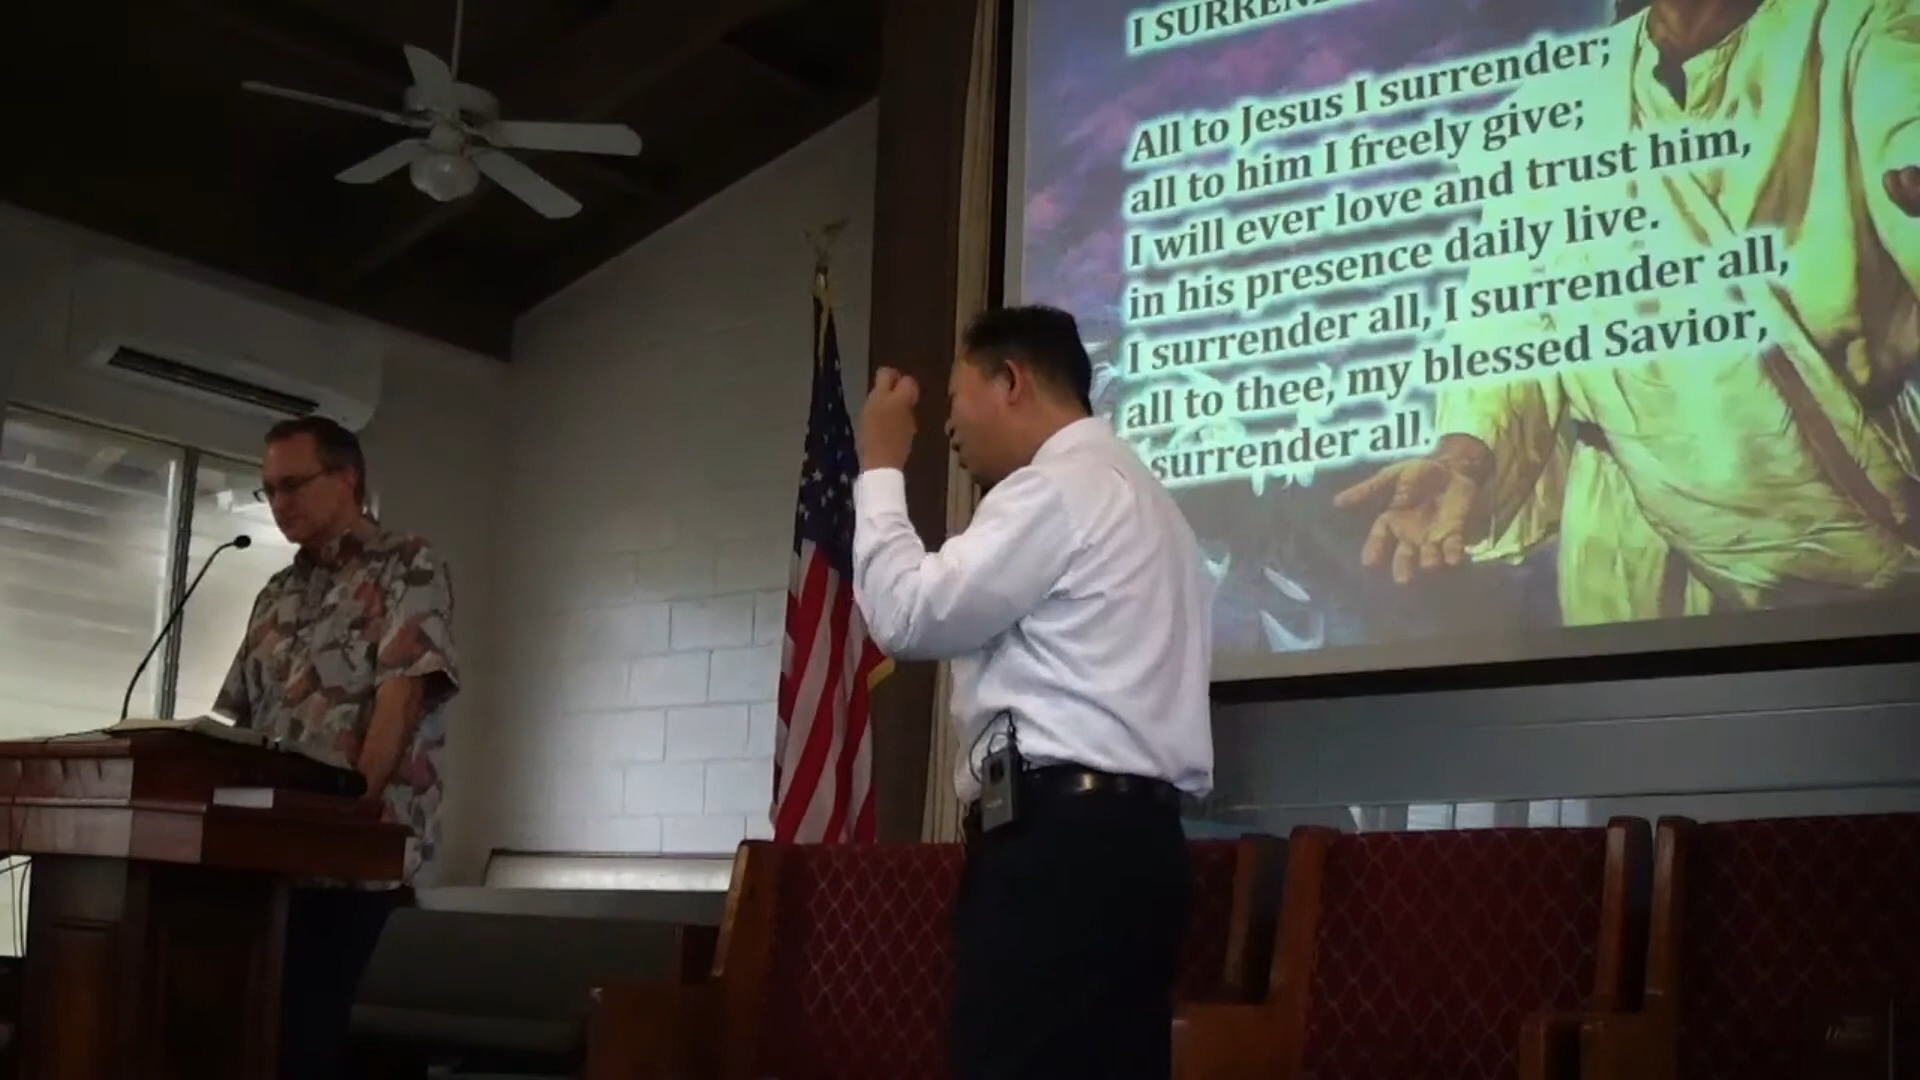 I SURREN
All to Jesus I surrender;
all to him I freely give;
I will ever love and trust him,
in his presence daily live.
I surrender all, I surrender all,
all to thee, my blessed Savior,
surrender all.